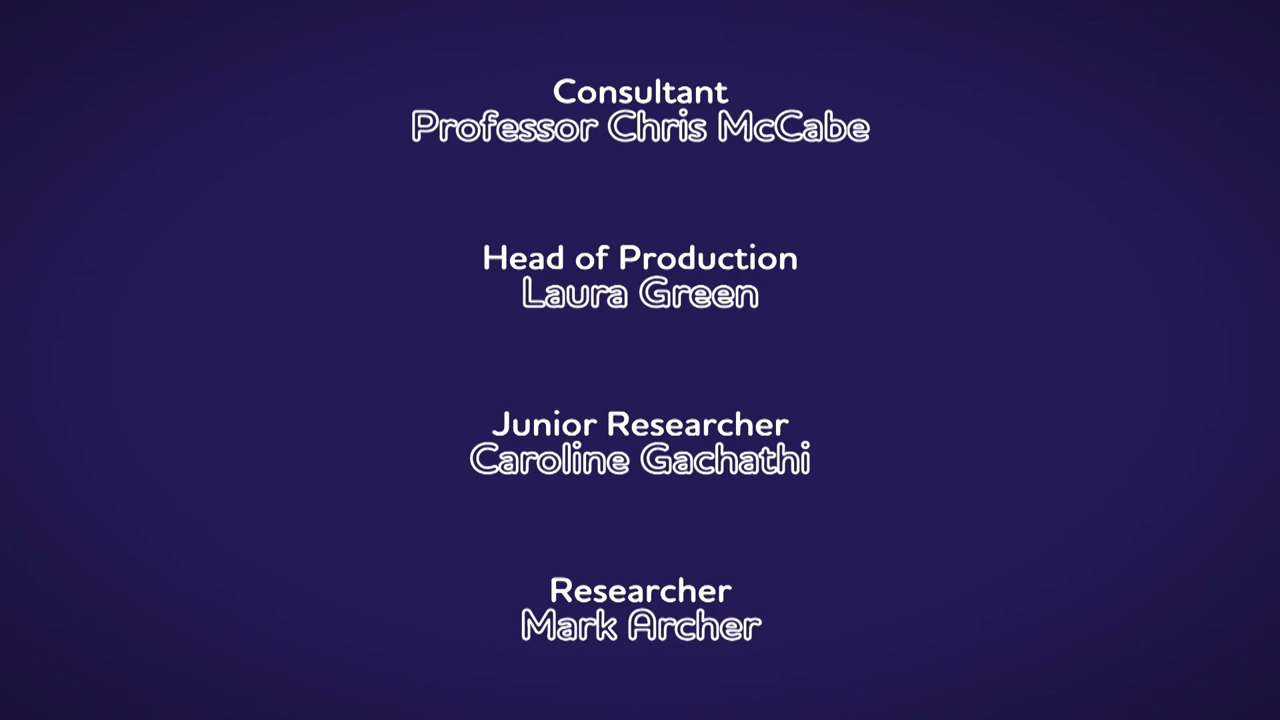 Consultant
Professor Chris McCabe
Head of Production
Laura Green
Junior Researcher
Caroline Gachathi
Researcher
Mark Archer